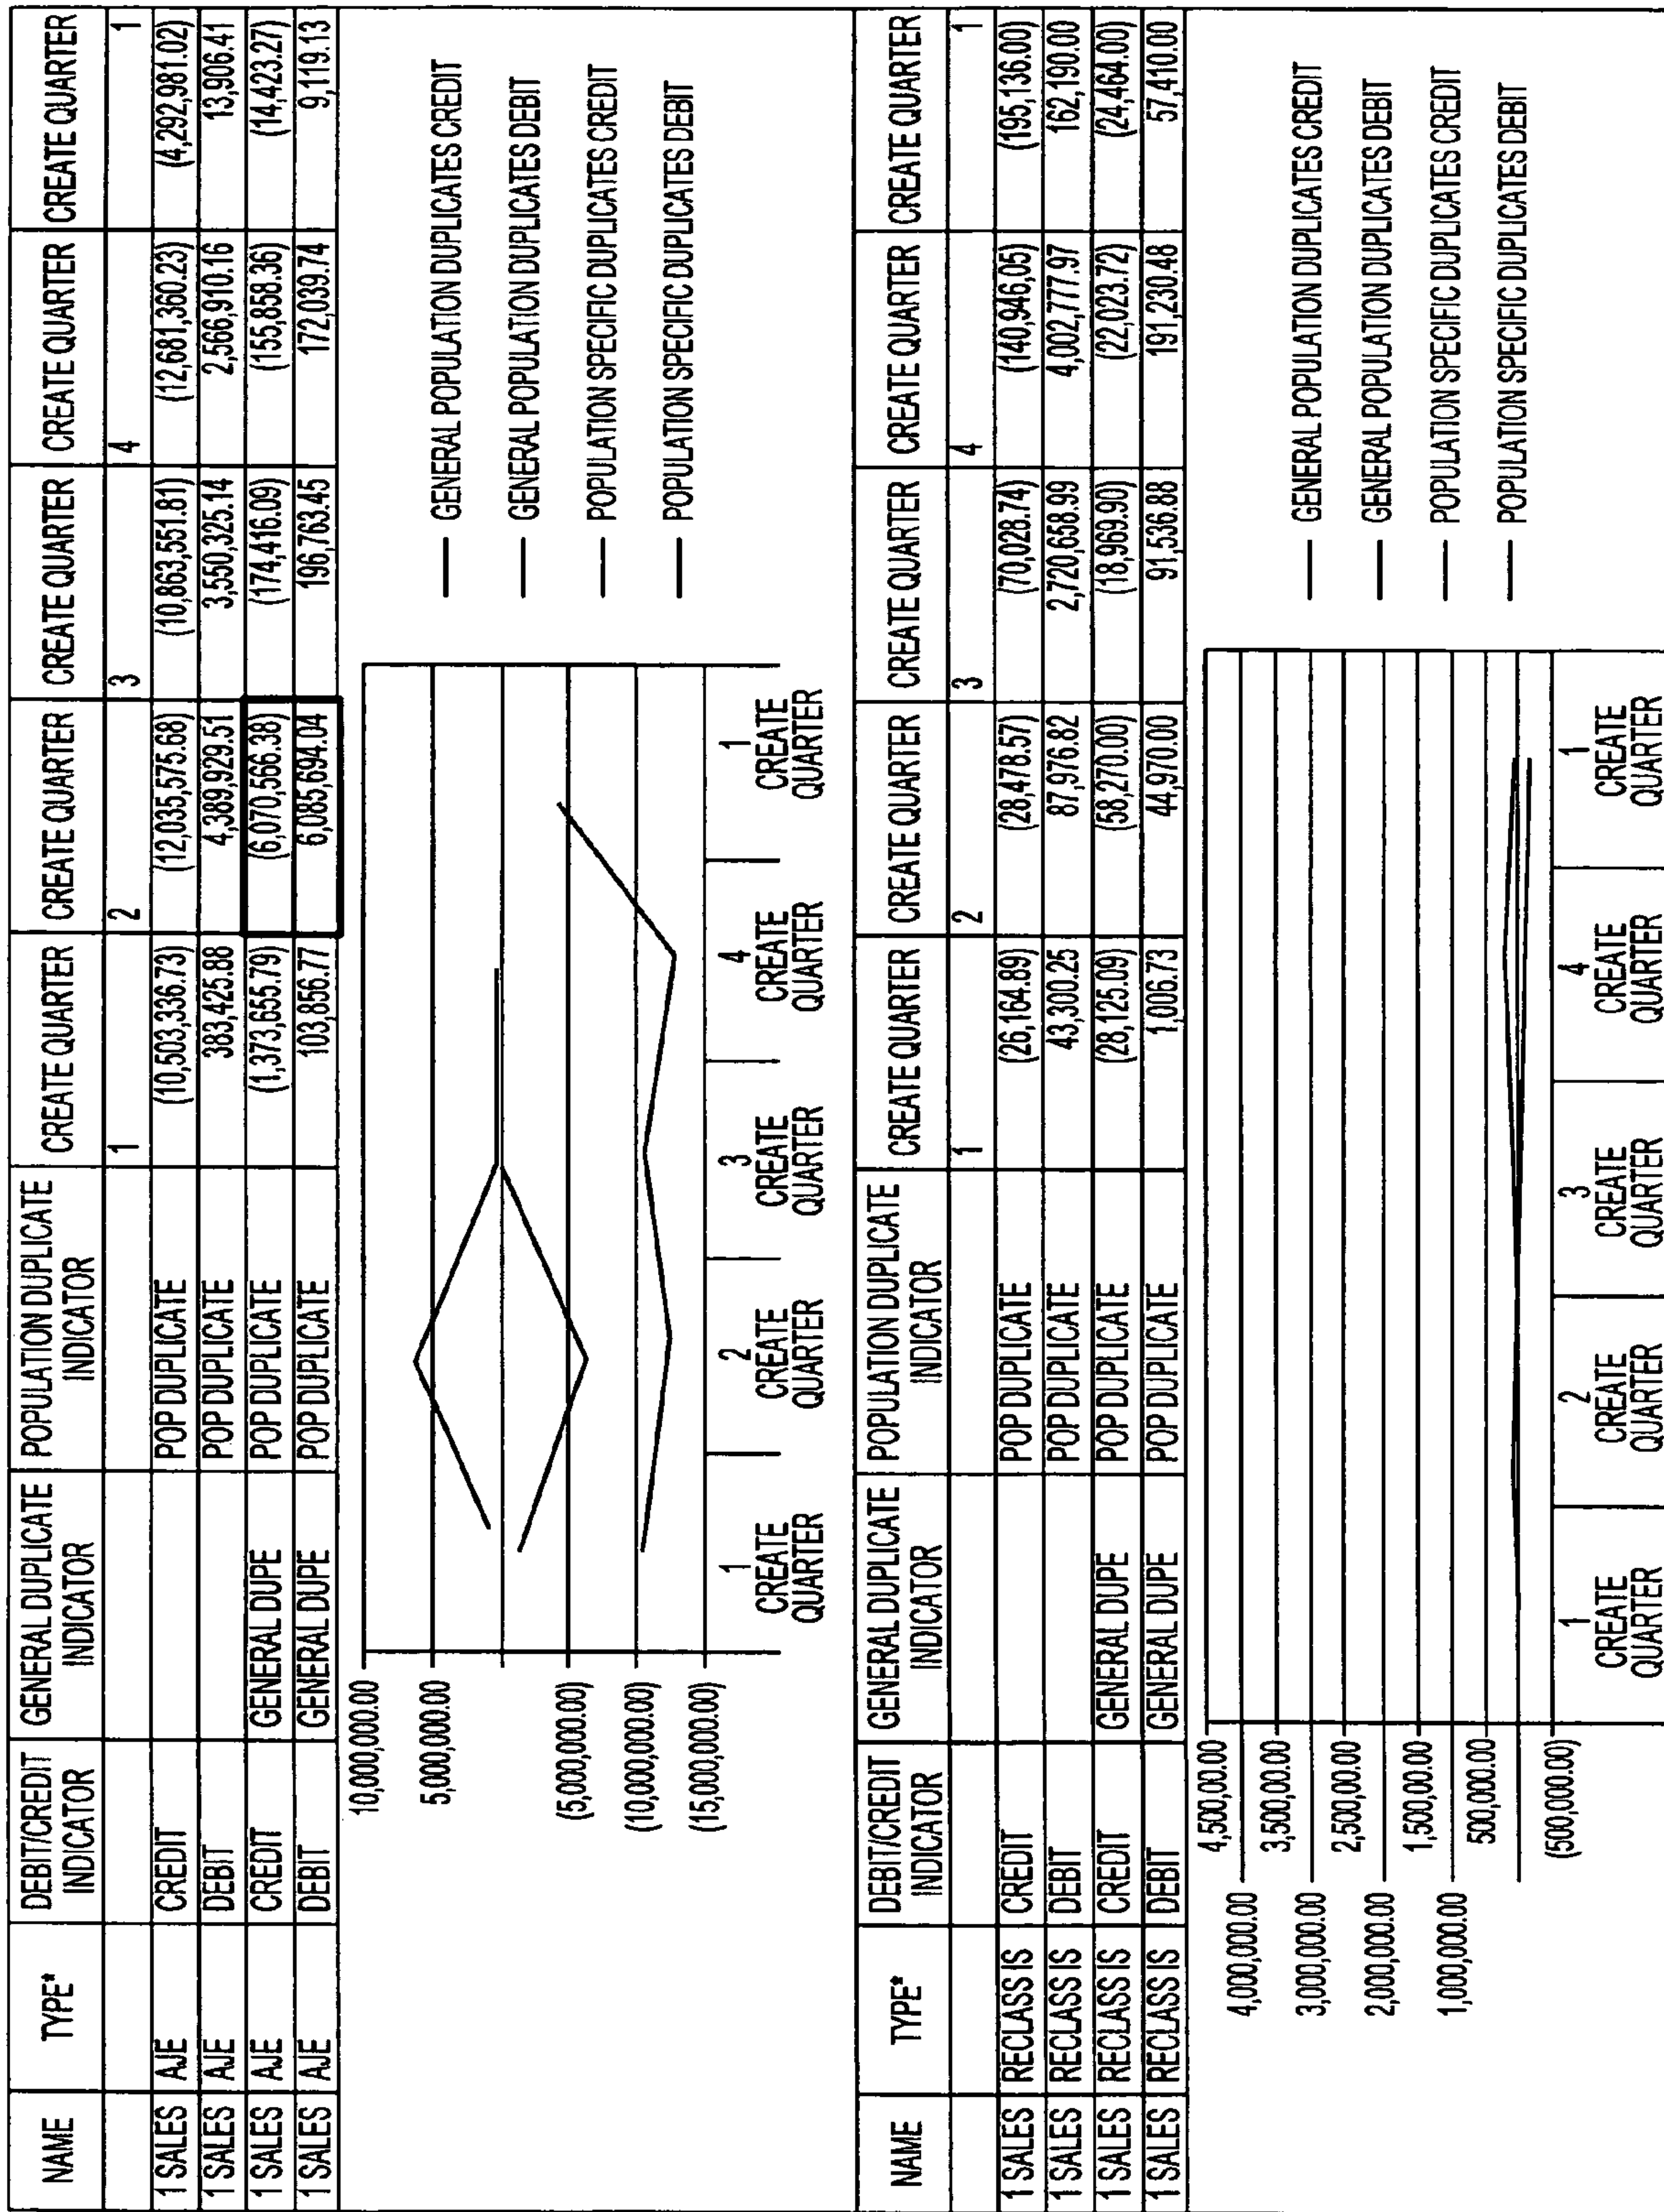 NAME TYPE* DEBIT/CREDIT INDICATOR GENERAL DUPLICATE INDICATOR POPULATION DUPLICATE INDICATOR CREATE QUARTER CREATE QUARTER CREATE QUARTER CREATE QUARTER CREATE QUARTER
1 2 3 4 1
1 SALES AJE CREDIT POP DUPLICATE (10,503,336.73) (12,035,575.68) (10,863,551.81) (12,681,360.23) (4,292,981.02)
1 SALES AJE DEBIT POP DUPLICATE 383,425.88 4,389,929.51 3,550,325.14 2,566,910.16 13,906.41
1 SALES AJE CREDIT GENERAL DUPE POP DUPLICATE (1,373,655.79) (6,070,566.38) (174,416.09) (155,858.36) (14,423.27)
1 SALES AJE DEBIT GENERAL DUPE POP DUPLICATE 103,856.77 6,085,694.04 196,763.45 172,039.74 9,119.13
10,000,000.00
5,000,000.00
(5,000,000.00)
(10,000,000.00)
(15,000,000.00)
1 2 3 4 1
CREATE CREATE CREATE CREATE CREATE
QUARTER QUARTER QUARTER QUARTER QUARTER
GENERAL POPULATION DUPLICATES CREDIT
GENERAL POPULATION DUPLICATES DEBIT
POPULATION SPECIFIC DUPLICATES CREDIT
POPULATION SPECIFIC DUPLICATES DEBIT
NAME TYPE* DEBIT/CREDIT INDICATOR GENERAL DUPLICATE INDICATOR POPULATION DUPLICATE INDICATOR CREATE QUARTER CREATE QUARTER CREATE QUARTER CREATE QUARTER CREATE QUARTER
1 2 3 4 1
1 SALES RECLASS IS CREDIT POP DUPLICATE (26,164.89) (28,478.57) (70,028.74) (140,946,05) (195,136.00)
1 SALES RECLASS IS DEBIT POP DUPLICATE 43,300.25 87,976.82 2,720,658.99 4,002,777.97 162,190.00
1 SALES RECLASS IS CREDIT GENERAL DUPE POP DUPLICATE (28,125.09) (58,270.00) (18,969.90) (22,023.72) (24,464.00)
1 SALES RECLASS IS DEBIT GENERAL DUPE POP DUPLICATE 1,006.73 44,970.00 91,536.88 191,230.48 57,410.00
4,500,00.00
4,000,000.00
3,500,00.00
3,000,000.00
2,500,00.00
2,000,000.00
1,500,00.00
1,000,000.00
500,000.00
(500,000.00)
1 2 3 4 1
CREATE CREATE CREATE CREATE CREATE
QUARTER QUARTER QUARTER QUARTER QUARTER
GENERAL POPULATION DUPLICATES CREDIT
GENERAL POPULATION DUPLICATES DEBIT
POPULATION SPECIFIC DUPLICATES CREDIT
POPULATION SPECIFIC DUPLICATES DEBIT